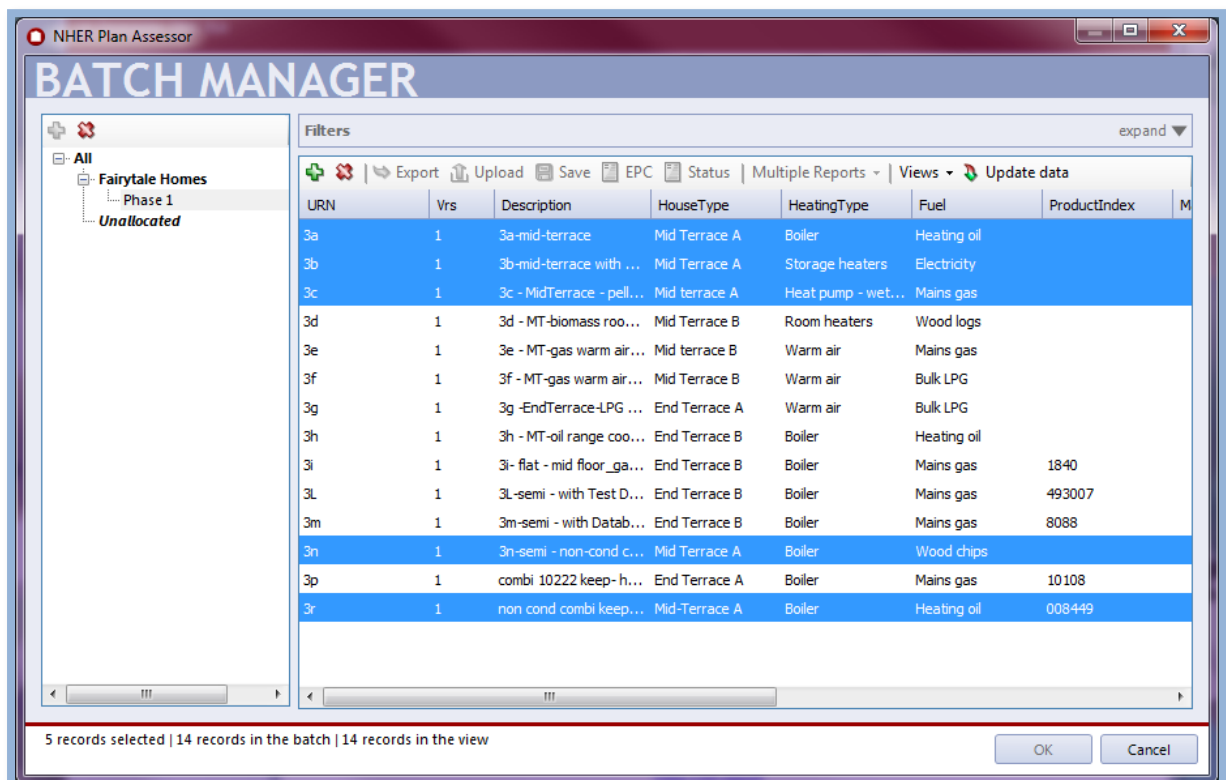 NHER Plan Assessor
BATCH MANAGER
All
Fairytale Homes
Phase 1
Unallocated
Filters expand
Export Upload Save EPC Status | Multiple Reports | Views Update data
URN Vrs Description HouseType HeatingType Fuel ProductIndex M
3a 1 3a-mid-terrace Mid Terrace A Boiler Heating oil
3b 1 3b-mid-terrace with ... Mid Terrace A Storage heaters Electricity
3c 1 3c - MidTerrace - pell... Mid terrace A Heat pump - wet... Mains gas
3d 1 3d - MT-biomass roo... Mid Terrace B Room heaters Wood logs
3e 1 3e - MT-gas warm air... Mid terrace B Warm air Mains gas
3f 1 3f - MT-gas warm air... Mid Terrace B Warm air Bulk LPG
3g 1 3g -EndTerrace-LPG ... End Terrace A Warm air Bulk LPG
3h 1 3h - MT-oil range coo... End Terrace B Boiler Heating oil
3i 1 3i- flat - mid floor_ga... End Terrace B Boiler Mains gas 1840
3L 1 3L-semi - with Test D... End Terrace B Boiler Mains gas 493007
3m 1 3m-semi - with Datab... End Terrace B Boiler Mains gas 8088
3n 1 3n-semi - non-cond c... Mid Terrace A Boiler Wood chips
3p 1 combi 10222 keep- h... End Terrace A Boiler Mains gas 10108
3r 1 non cond combi keep... Mid-Terrace A Boiler Heating oil 008449
5 records selected | 14 records in the batch | 14 records in the view
OK Cancel